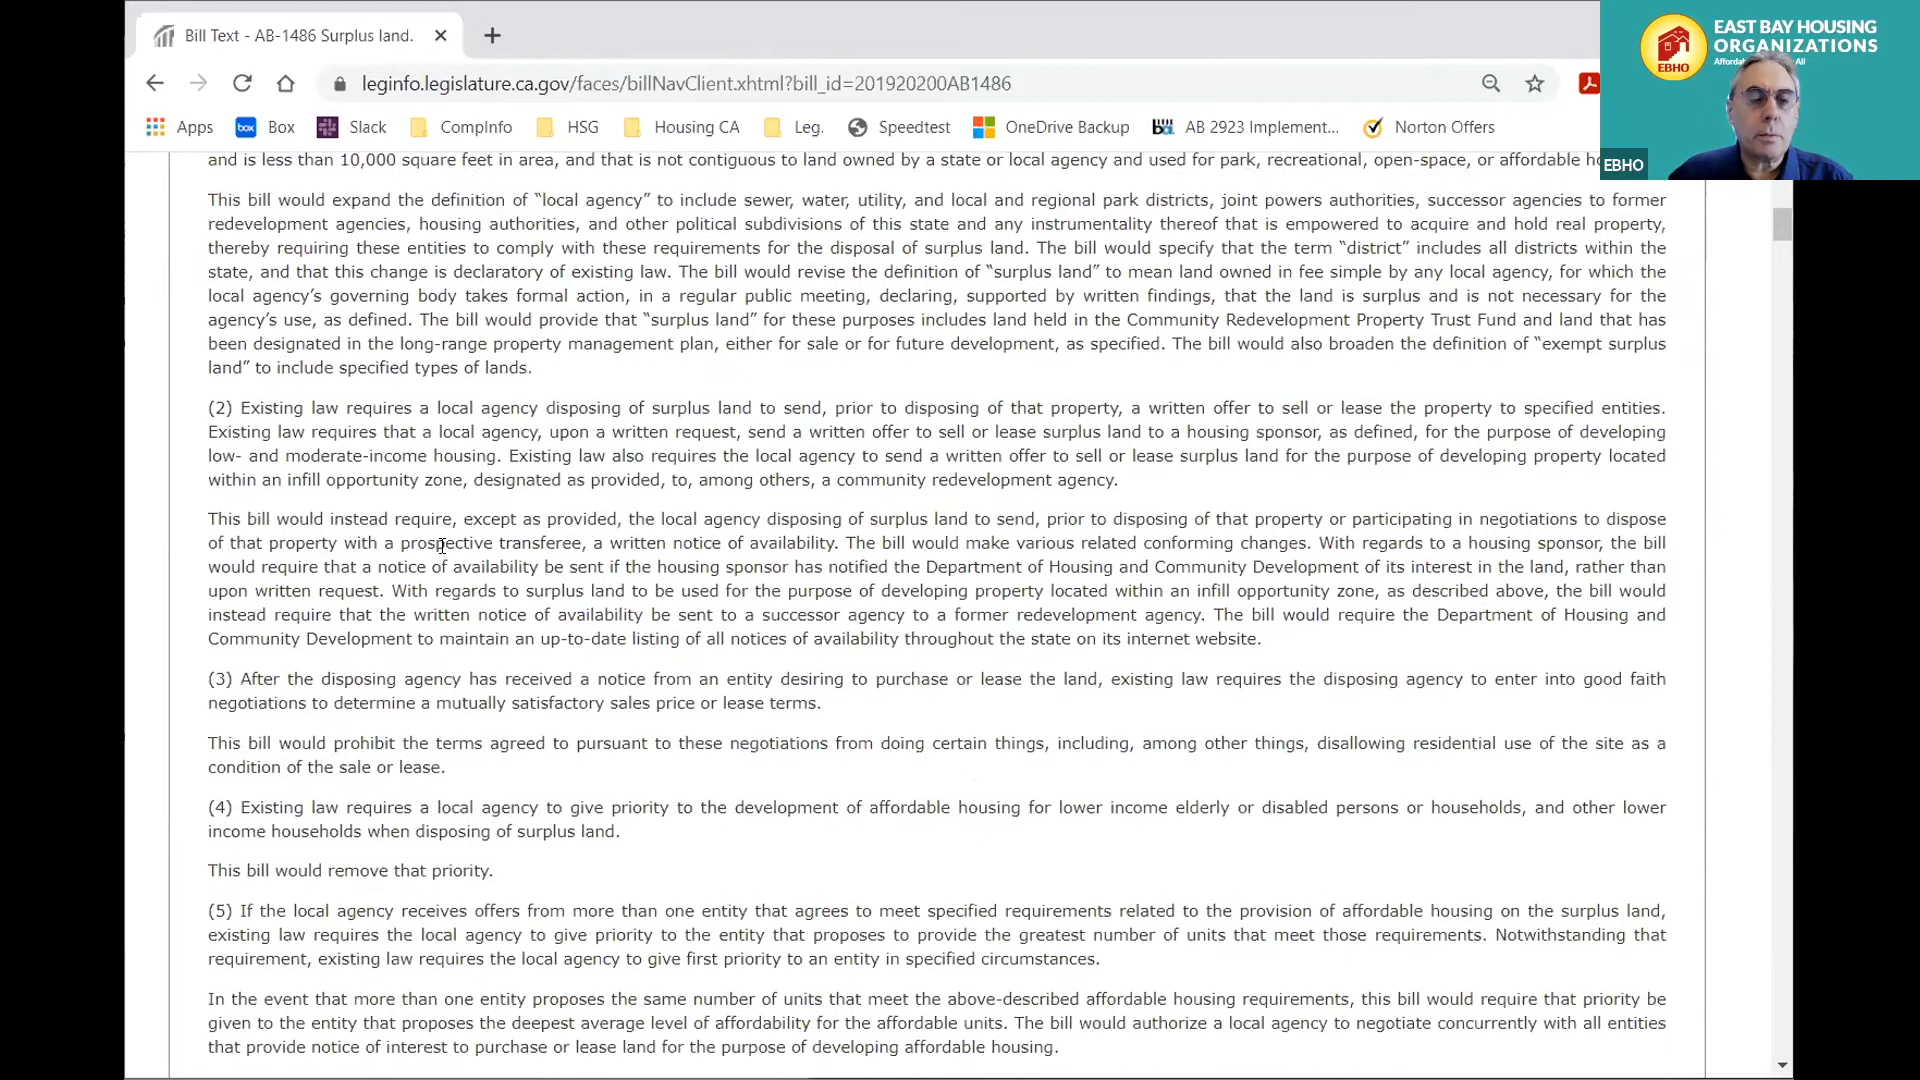 Bill Text - AB-1486 Surplus land.
EAST BAY HOUSING
ORGANIZATIONS
EBHO
leginfo.legislature.ca.gov/faces/billNavClient.xhtml?bill_id=201920200AB1486
Apps box Box Slack CompInfo HSG Housing CA Leg. Speedtest OneDrive Backup AB 2923 Implement... Norton Offers
EBHO
and is less than 10,000 square feet in area, and that is not contiguous to land owned by a state or local agency and used for park, recreational, open-space, or affordable
This bill would expand the definition of “local agency” to include sewer, water, utility, and local and regional park districts, joint powers authorities, successor agencies to former
redevelopment agencies, housing authorities, and other political subdivisions of this state and any instrumentality thereof that is empowered to acquire and hold real property,
thereby requiring these entities to comply with these requirements for the disposal of surplus land. The bill would specify that the term “district” includes all districts within the
state, and that this change is declaratory of existing law. The bill would revise the definition of “surplus land” to mean land owned in fee simple by any local agency, for which the
local agency’s governing body takes formal action, in a regular public meeting, declaring, supported by written findings, that the land is surplus and is not necessary for the
agency’s use, as defined. The bill would provide that “surplus land” for these purposes includes land held in the Community Redevelopment Property Trust Fund and land that has
been designated in the long-range property management plan, either for sale or for future development, as specified. The bill would also broaden the definition of “exempt surplus
land” to include specified types of lands.
(2) Existing law requires a local agency disposing of surplus land to send, prior to disposing of that property, a written offer to sell or lease the property to specified entities.
Existing law requires that a local agency, upon a written request, send a written offer to sell or lease surplus land to a housing sponsor, as defined, for the purpose of developing
low- and moderate-income housing. Existing law also requires the local agency to send a written offer to sell or lease surplus land for the purpose of developing property located
within an infill opportunity zone, designated as provided, to, among others, a community redevelopment agency.
This bill would instead require, except as provided, the local agency disposing of surplus land to send, prior to disposing of that property or participating in negotiations to dispose
of that property with a prospective transferee, a written notice of availability. The bill would make various related conforming changes. With regards to a housing sponsor, the bill
would require that a notice of availability be sent if the housing sponsor has notified the Department of Housing and Community Development of its interest in the land, rather than
upon written request. With regards to surplus land to be used for the purpose of developing property located within an infill opportunity zone, as described above, the bill would
instead require that the written notice of availability be sent to a successor agency to a former redevelopment agency. The bill would require the Department of Housing and
Community Development to maintain an up-to-date listing of all notices of availability throughout the state on its internet website.
(3) After the disposing agency has received a notice from an entity desiring to purchase or lease the land, existing law requires the disposing agency to enter into good faith
negotiations to determine a mutually satisfactory sales price or lease terms.
This bill would prohibit the terms agreed to pursuant to these negotiations from doing certain things, including, among other things, disallowing residential use of the site as a
condition of the sale or lease.
(4) Existing law requires a local agency to give priority to the development of affordable housing for lower income elderly or disabled persons or households, and other lower
income households when disposing of surplus land.
This bill would remove that priority.
(5) If the local agency receives offers from more than one entity that agrees to meet specified requirements related to the provision of affordable housing on the surplus land,
existing law requires the local agency to give priority to the entity that proposes to provide the greatest number of units that meet those requirements. Notwithstanding that
requirement, existing law requires the local agency to give first priority to an entity in specified circumstances.
In the event that more than one entity proposes the same number of units that meet the above-described affordable housing requirements, this bill would require that priority be
given to the entity that proposes the deepest average level of affordability for the affordable units. The bill would authorize a local agency to negotiate concurrently with all entities
that provide notice of interest to purchase or lease land for the purpose of developing affordable housing.